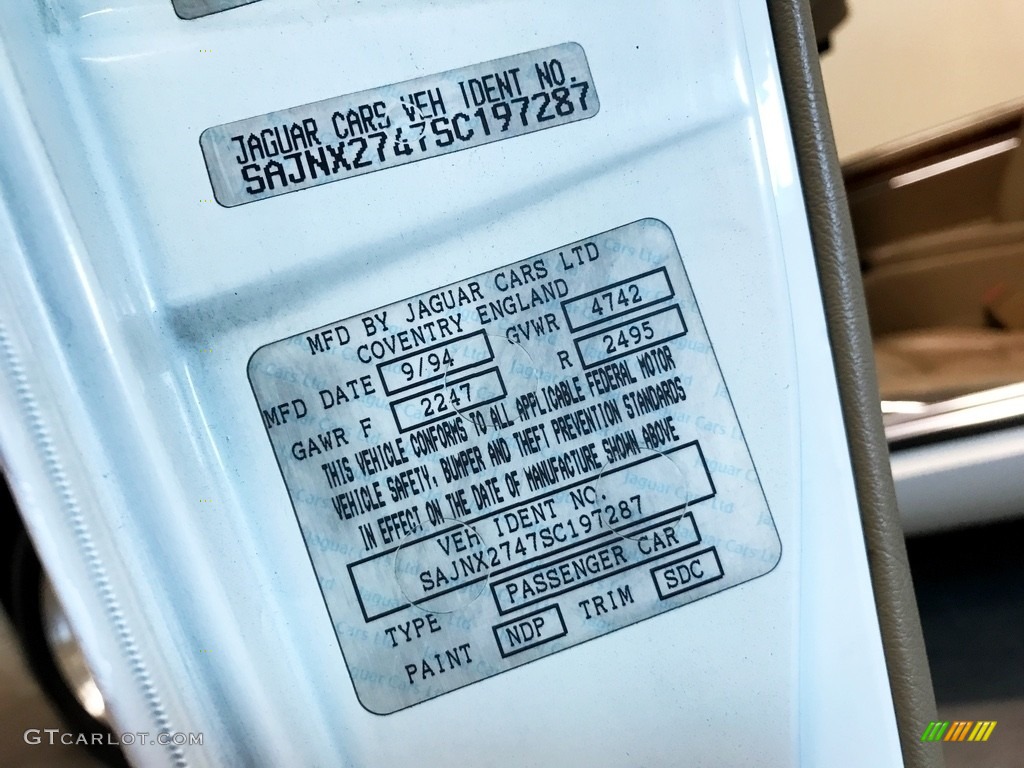 JAGUAR CARS VEH IDENT NO.
SAJNX2747SC197287
MFD BY JAGUAR CARS LTD
COVENTRY ENGLAND
MFD DATE 9/94 GVWR 4742
GAWR F 2247 R 2495
THIS VEHICLE CONFORMS TO ALL APPLICABLE FEDERAL MOTOR
VEHICLE SAFETY, BUMPER AND THEFT PREVENTION STANDARDS
IN EFFECT ON THE DATE OF MANUFACTURE SHOWN ABOVE
VEH IDENT NO.
SAJNX2747SC197287
TYPE PASSENGER CAR
PAINT NDP TRIM SDC
GTCARLOT.COM